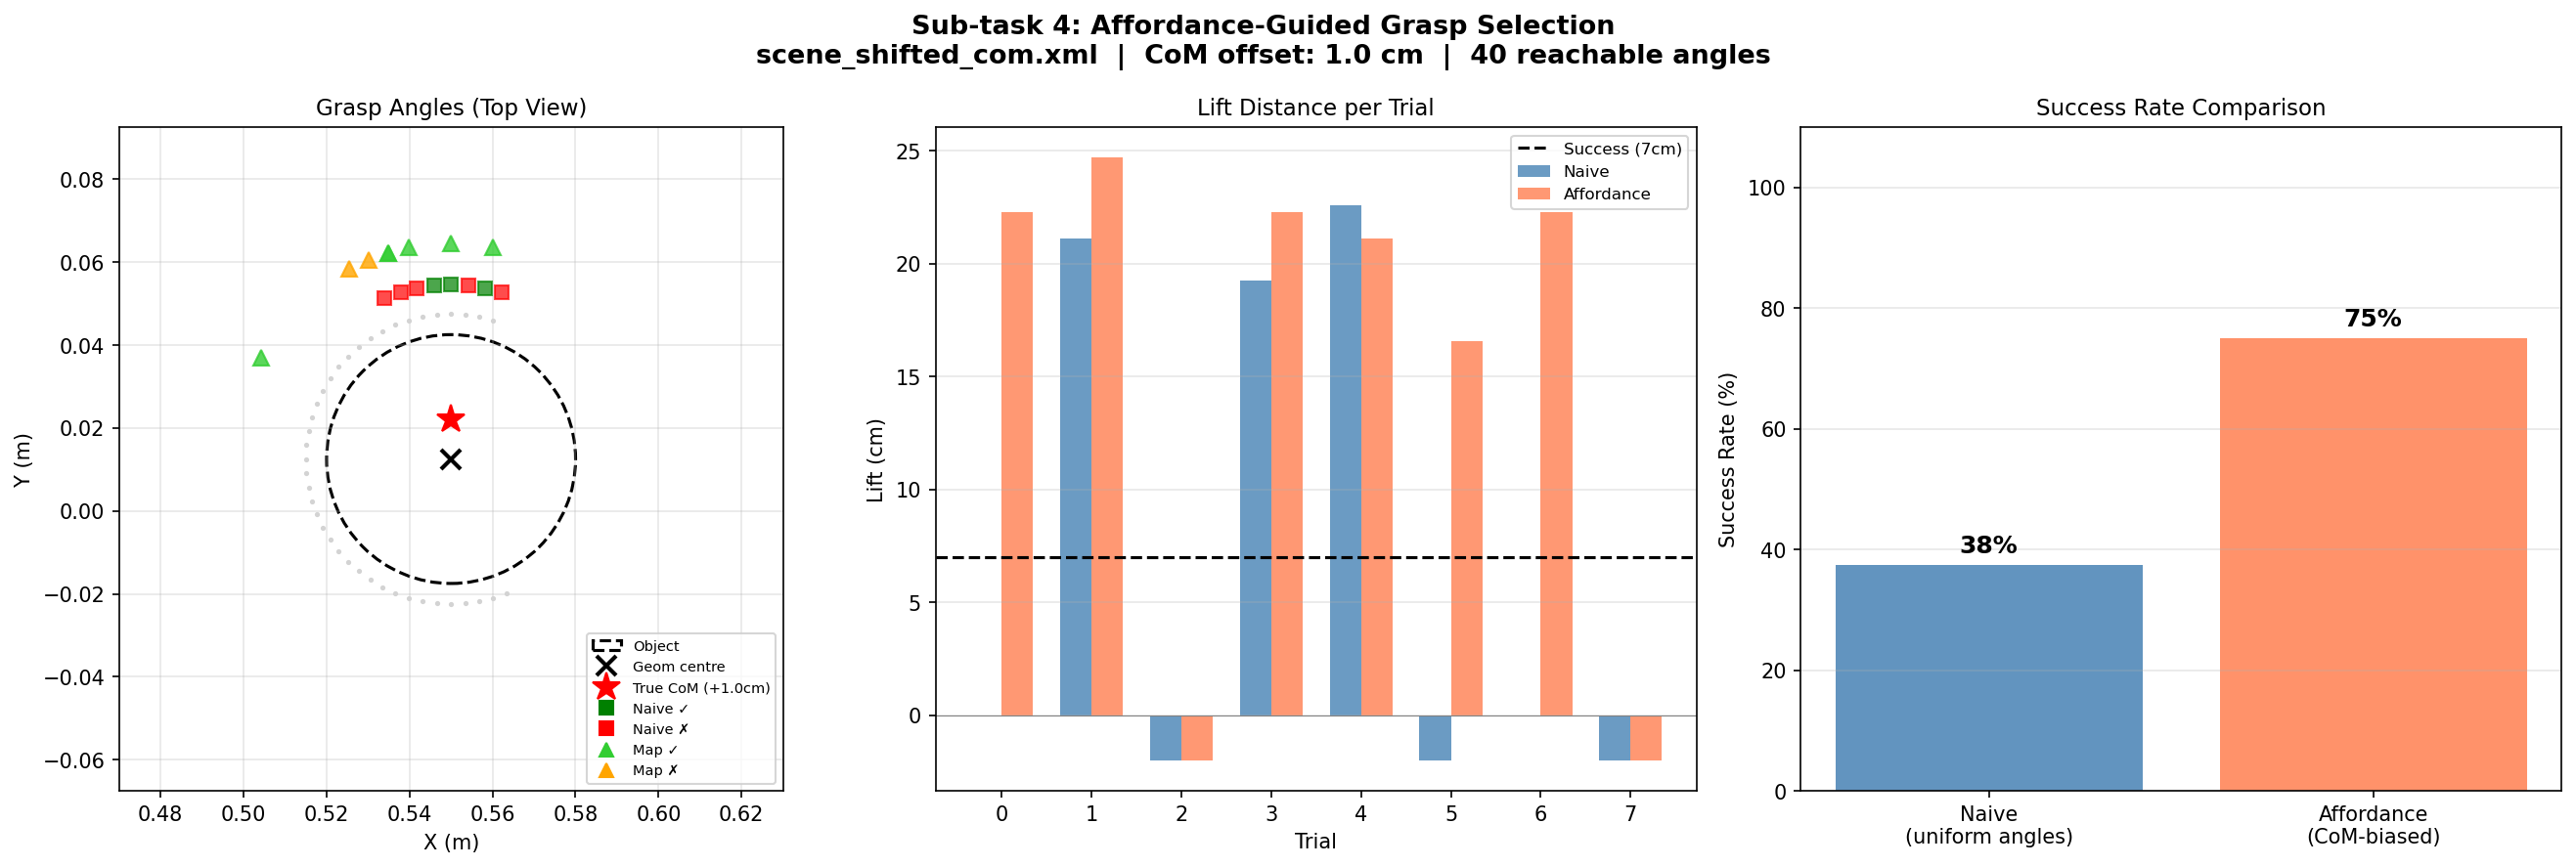 Sub-task 4: Affordance-Guided Grasp Selection
scene_shifted_com.xml | CoM offset: 1.0 cm | 40 reachable angles
Grasp Angles (Top View)
0.08
0.06
0.04
0.02
0.00
−0.02
−0.04
−0.06
Y (m)
0.48 0.50 0.52 0.54 0.56 0.58 0.60 0.62
X (m)
Object
Geom centre
True CoM (+1.0cm)
Naive ✓
Naive ✗
Map ✓
Map ✗
Lift Distance per Trial
25
20
15
10
5
0
Lift (cm)
0 1 2 3 4 5 6 7
Trial
Success (7cm)
Naive
Affordance
Success Rate Comparison
100
80
60
40
20
0
Success Rate (%)
38%
75%
Naive
(uniform angles)
Affordance
(CoM-biased)